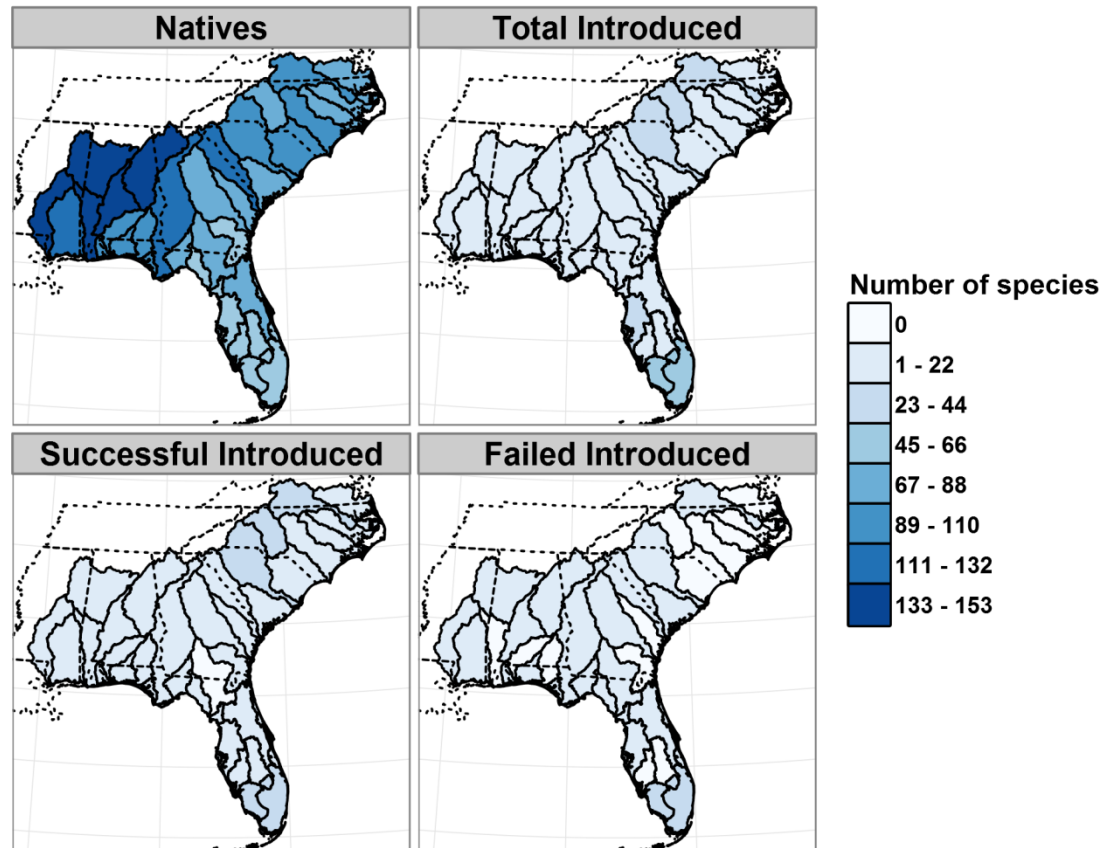 Natives
Total Introduced
Successful Introduced
Failed Introduced
Number of species
0
1 - 22
23 - 44
45 - 66
67 - 88
89 - 110
111 - 132
133 - 153